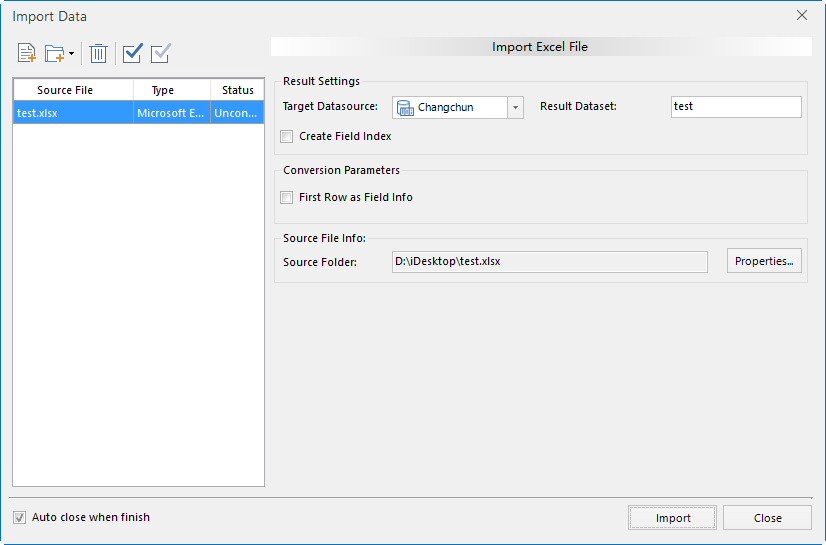 Import Data
Import Excel File
Source File Type Status
test.xlsx Microsoft E... Uncon...
Result Settings
Target Datasource: Changchun Result Dataset: test
Create Field Index
Conversion Parameters
First Row as Field Info
Source File Info:
Source Folder: D:\iDesktop\test.xlsx Properties...
Auto close when finish Import Close